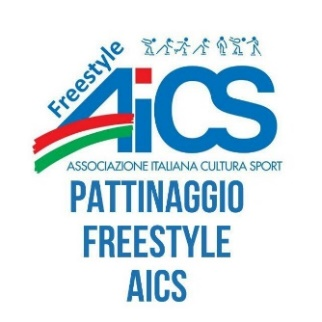 Freestyle
AiCS
ASSOCIAZIONE ITALIANA CULTURA SPORT
PATTINAGGIO
FREESTYLE
AICS